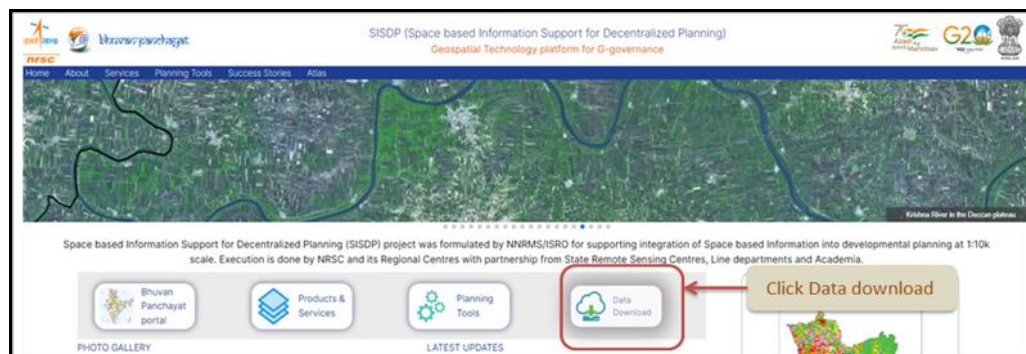 nrsc
bhuvan-panchayat
SISDP (Space based Information Support for Decentralized Planning)
Geospatial Technology platform for G-governance
G20
Home About Services Planning Tools Success Stories Atlas
Krishna River in the Deccan plateau
Space based Information Support for Decentralized Planning (SISDP) project was formulated by NNRMS/ISRO for supporting integration of Space based Information into developmental planning at 1:10k
scale. Execution is done by NRSC and its Regional Centres with partnership from State Remote Sensing Centres, Line departments and Academia.
Bhuvan
Panchayat
portal
Products &
Services
Planning
Tools
Data
Download
Click Data download
PHOTO GALLERY
LATEST UPDATES